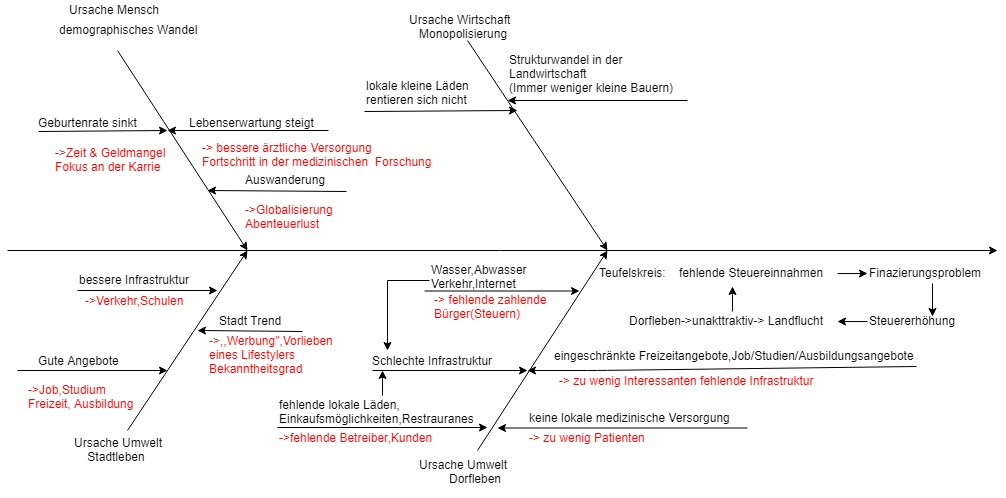 Ursache Mensch
demographisches Wandel
Geburtenrate sinkt
->Zeit & Geldmangel
Fokus an der Karrie
Lebenserwartung steigt
-> bessere ärztliche Versorgung
Fortschritt in der medizinischen Forschung
Auswanderung
->Globalisierung
Abenteuerlust
Ursache Wirtschaft
Monopolisierung
lokale kleine Läden
rentieren sich nicht
Strukturwandel in der
Landwirtschaft
(Immer weniger kleine Bauern)
bessere Infrastruktur
->Verkehr,Schulen
Stadt Trend
->,,Werbung",Vorlieben
eines Lifestylers
Bekanntheitsgrad
Gute Angebote
->Job,Studium
Freizeit, Ausbildung
Ursache Umwelt
Stadtleben
Wasser,Abwasser
Verkehr,Internet
-> fehlende zahlende
Bürger(Steuern)
Schlechte Infrastruktur
fehlende lokale Läden,
Einkaufsmöglichkeiten,Restrauranes
->fehlende Betreiber,Kunden
Teufelskreis: fehlende Steuereinnahmen
Finazierungsproblem
Dorfleben->unakttraktiv-> Landflucht
Steuererhöhung
eingeschränkte Freizeitangebote,Job/Studien/Ausbildungsangebote
-> zu wenig Interessanten fehlende Infrastruktur
keine lokale medizinische Versorgung
-> zu wenig Patienten
Ursache Umwelt
Dorfleben